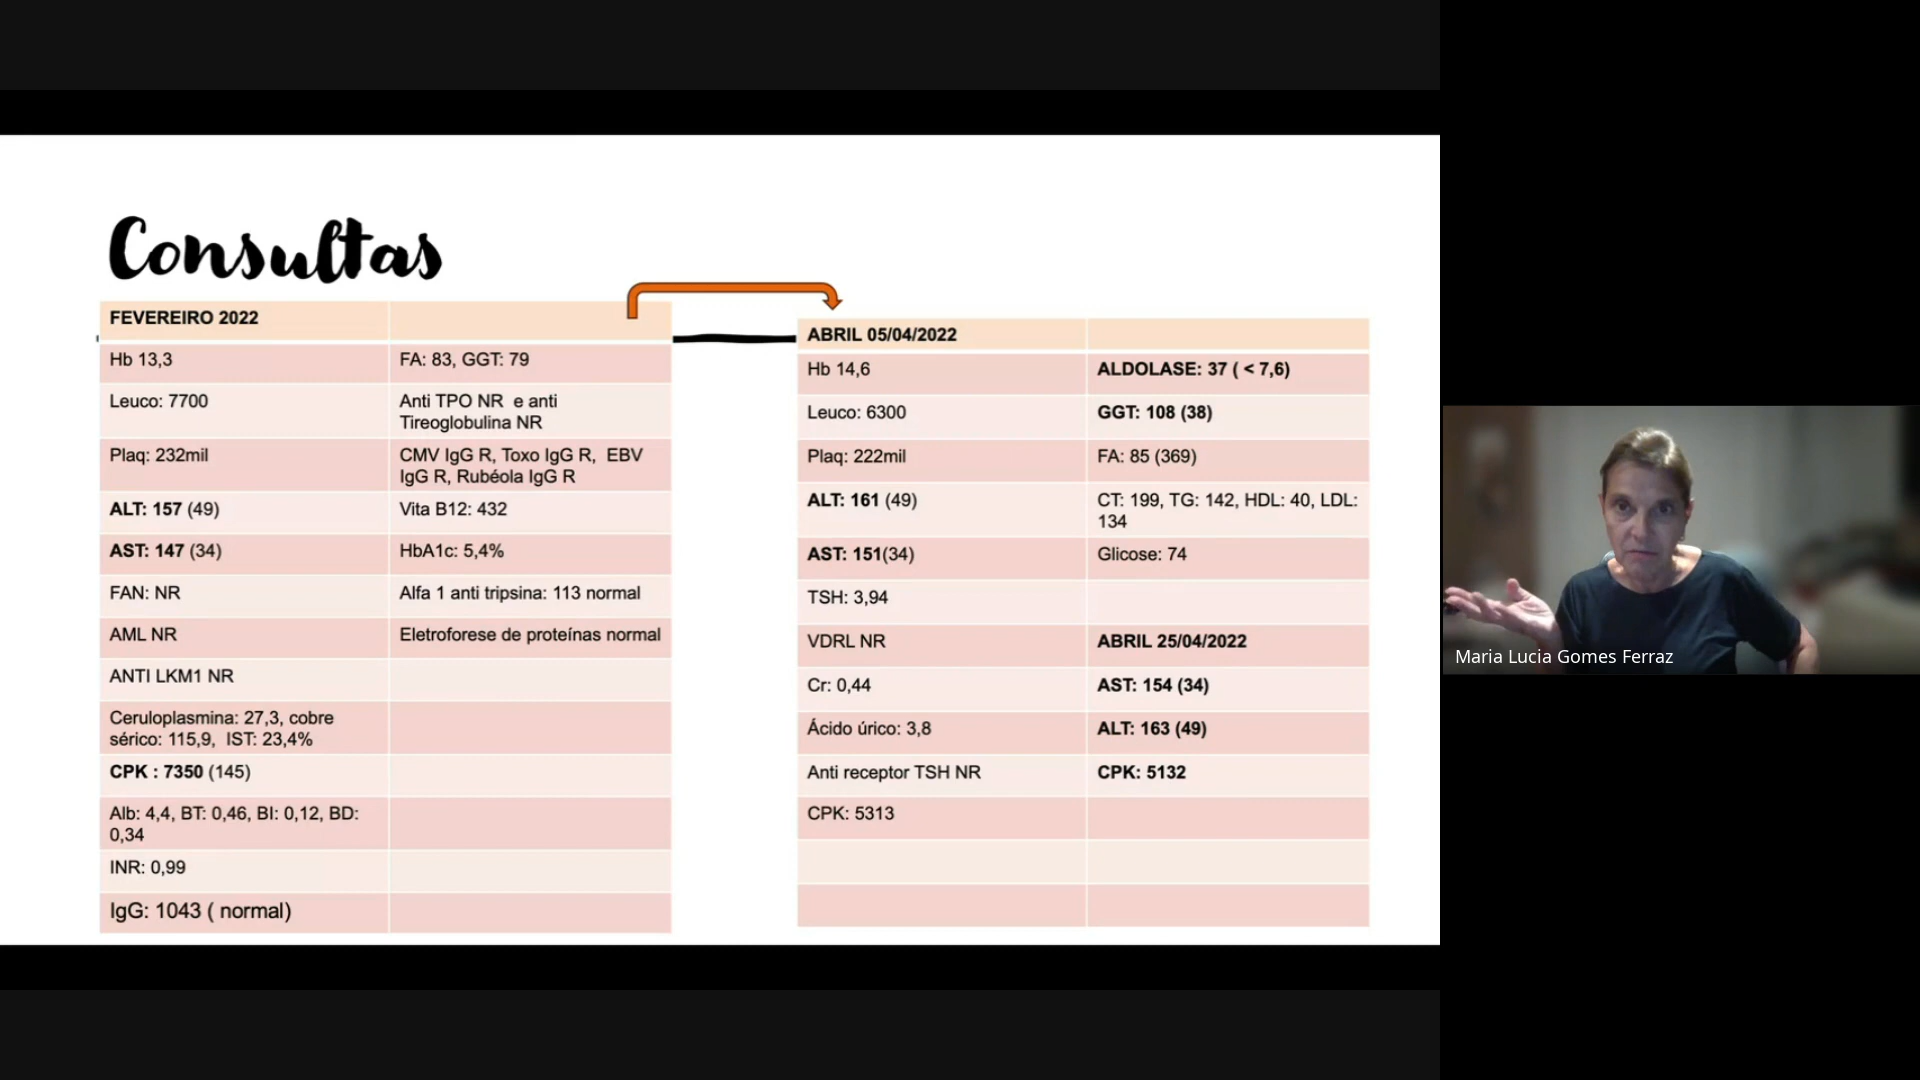 Consultas
FEVEREIRO 2022
Hb 13,3
FA: 83, GGT: 79
Leuco: 7700
Anti TPO NR e anti
Tireoglobulina NR
Plaq: 232mil
CMV IgG R, Toxo IgG R, EBV
IgG R, Rubéola IgG R
ALT: 157 (49)
Vita B12: 432
AST: 147 (34)
HbA1c: 5,4%
FAN: NR
Alfa 1 anti tripsina: 113 normal
AML NR
Eletroforese de proteínas normal
ANTI LKM1 NR
Ceruloplasmina: 27,3, cobre
sérico: 115,9, IST: 23,4%
CPK : 7350 (145)
Alb: 4,4, BT: 0,46, BI: 0,12, BD:
0,34
INR: 0,99
IgG: 1043 ( normal)
ABRIL 05/04/2022
Hb 14,6
ALDOLASE: 37 ( < 7,6)
Leuco: 6300
GGT: 108 (38)
Plaq: 222mil
FA: 85 (369)
ALT: 161 (49)
CT: 199, TG: 142, HDL: 40, LDL:
134
AST: 151(34)
Glicose: 74
TSH: 3,94
VDRL NR
ABRIL 25/04/2022
Cr: 0,44
AST: 154 (34)
Ácido úrico: 3,8
ALT: 163 (49)
Anti receptor TSH NR
CPK: 5132
CPK: 5313
Maria Lucia Gomes Ferraz